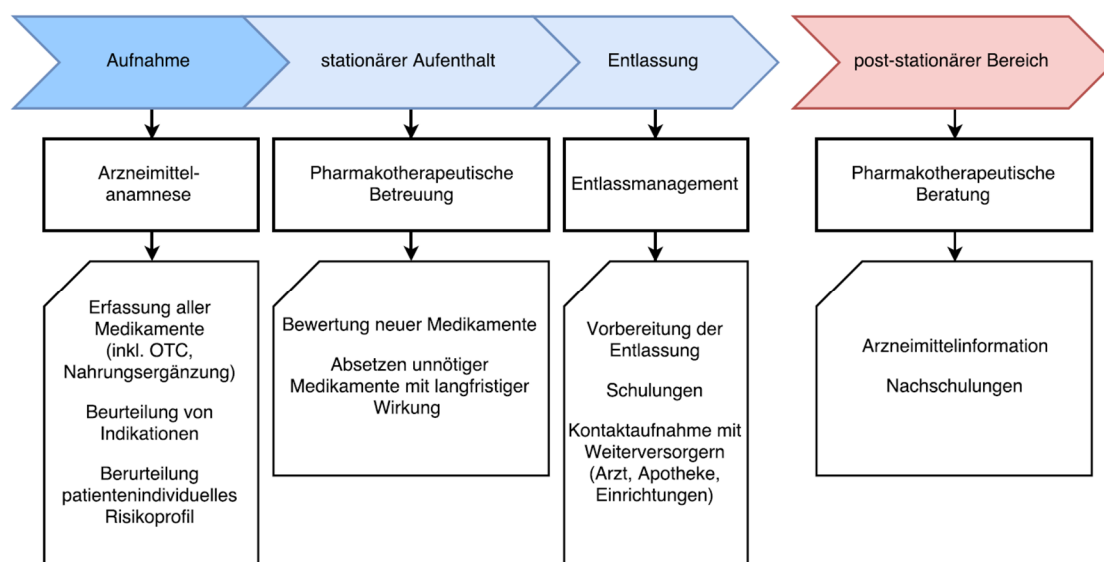 Aufnahme
stationärer Aufenthalt
Entlassung
post-stationärer Bereich
Arzneimittel-
anamnese
Pharmakotherapeutische
Betreuung
Entlassmanagement
Pharmakotherapeutische
Beratung
Erfassung aller
Medikamente
(inkl. OTC,
Nahrungsergänzung)
Beurteilung von
Indikationen
Berurteilung
patientenindividuelles
Risikoprofil
Bewertung neuer Medikamente
Absetzen unnötiger
Medikamente mit langfristiger
Wirkung
Vorbereitung der
Entlassung
Schulungen
Kontaktaufnahme mit
Weiterversorgern
(Arzt, Apotheke,
Einrichtungen)
Arzneimittelinformation
Nachschulungen